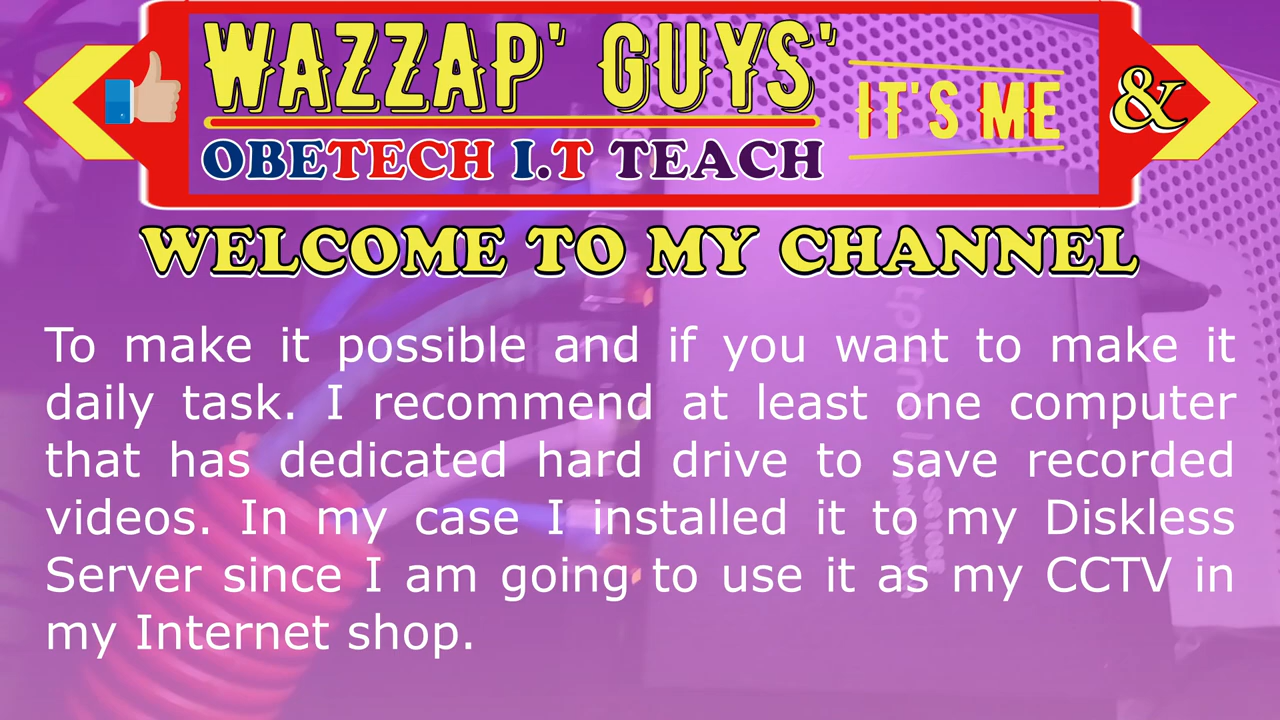 WAZZAP' GUYS'
IT'S ME
&
OBETECH I.T TEACH
WELCOME TO MY CHANNEL
To make it possible and if you want to make it
daily task. I recommend at least one computer
that has dedicated hard drive to save recorded
videos. In my case I installed it to my Diskless
Server since I am going to use it as my CCTV in
my Internet shop.